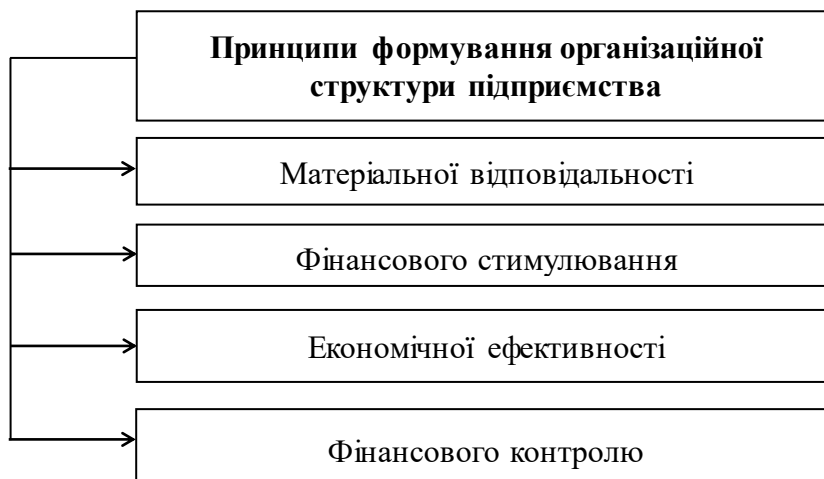 Принципи формування організаційної
структури підприємства
Матеріальної відповідальності
Фінансового стимулювання
Економічної ефективності
Фінансового контролю